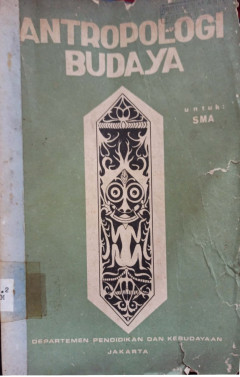 ANTROPOLOGI
BUDAYA
untuk:
SMA
DEPARTEMEN PENDIDIKAN DAN KEBUDAYAAN
JAKARTA